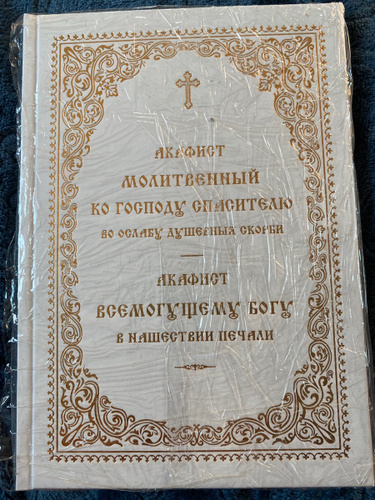 АКАФИСТ
МОЛИТВЕННЫЙ
КО ГОСПОДУ СПАСИТЕЛЮ
ВО ОСЛАБУ ДУШЕВНЫЯ СКОРБИ
АКАФИСТ
ВСЕМОГУЩЕМУ БОГУ
В НАШЕСТВИИ ПЕЧАЛИ